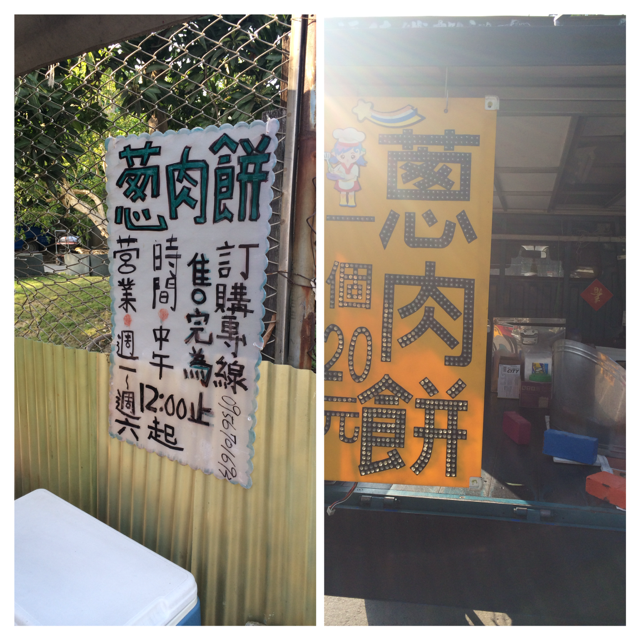 葱肉餅
訂購專線
售完為止
時間:中午12:00起
營業:週一~週六
蔥肉餅
一個20元